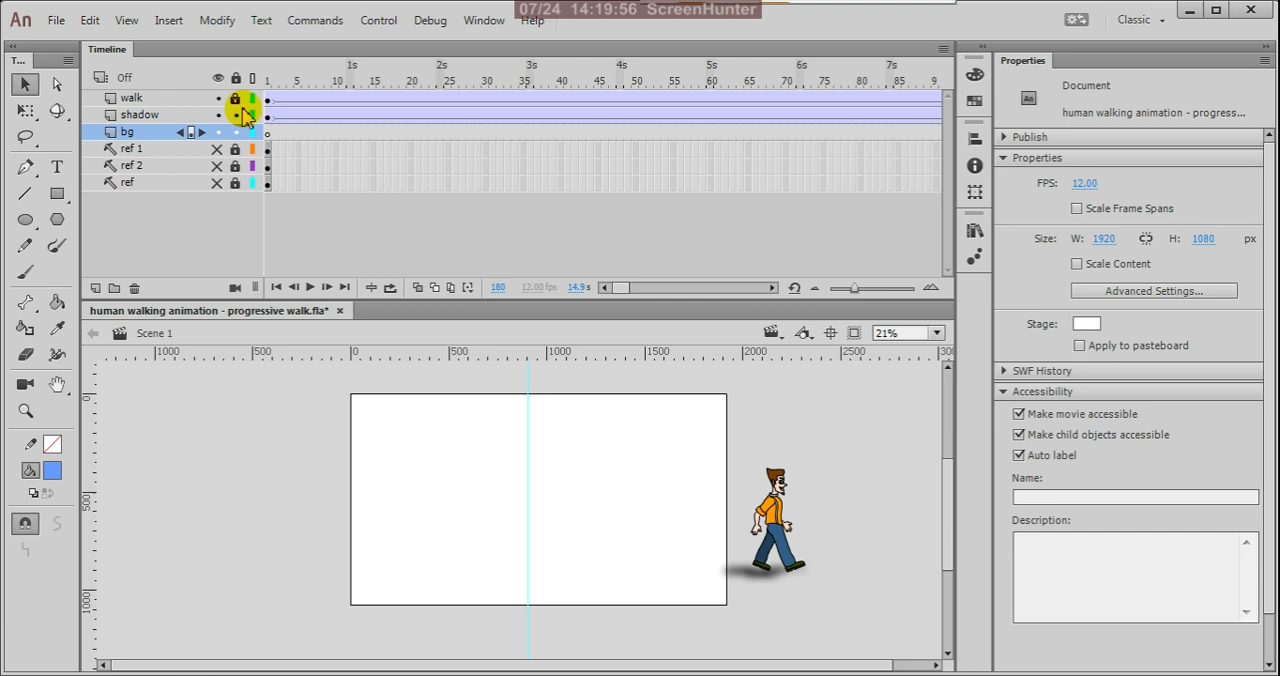 07/24 14:19:56 ScreenHunter
An File Edit View Insert Modify Text Commands Control Debug Window Help Classic
T... Timeline Properties
Off 1s 2s 3s 4s 5s 6s 7s
1 5 10 15 20 25 30 35 40 45 50 55 60 65 70 75 80 85 9
walk
shadow
bg
ref 1
ref 2
ref
180 12.00 fps 14.9 s
human walking animation - progressive walk.fla*
Scene 1 21%
1000 500 0 500 1000 1500 2000 2500 300
0
500
1000
Document
An human walking animation - progress...
Publish
Properties
FPS: 12.00
Scale Frame Spans
Size: W: 1920 H: 1080 px
Scale Content
Advanced Settings...
Stage:
Apply to pasteboard
SWF History
Accessibility
Make movie accessible
Make child objects accessible
Auto label
Name:
Description: